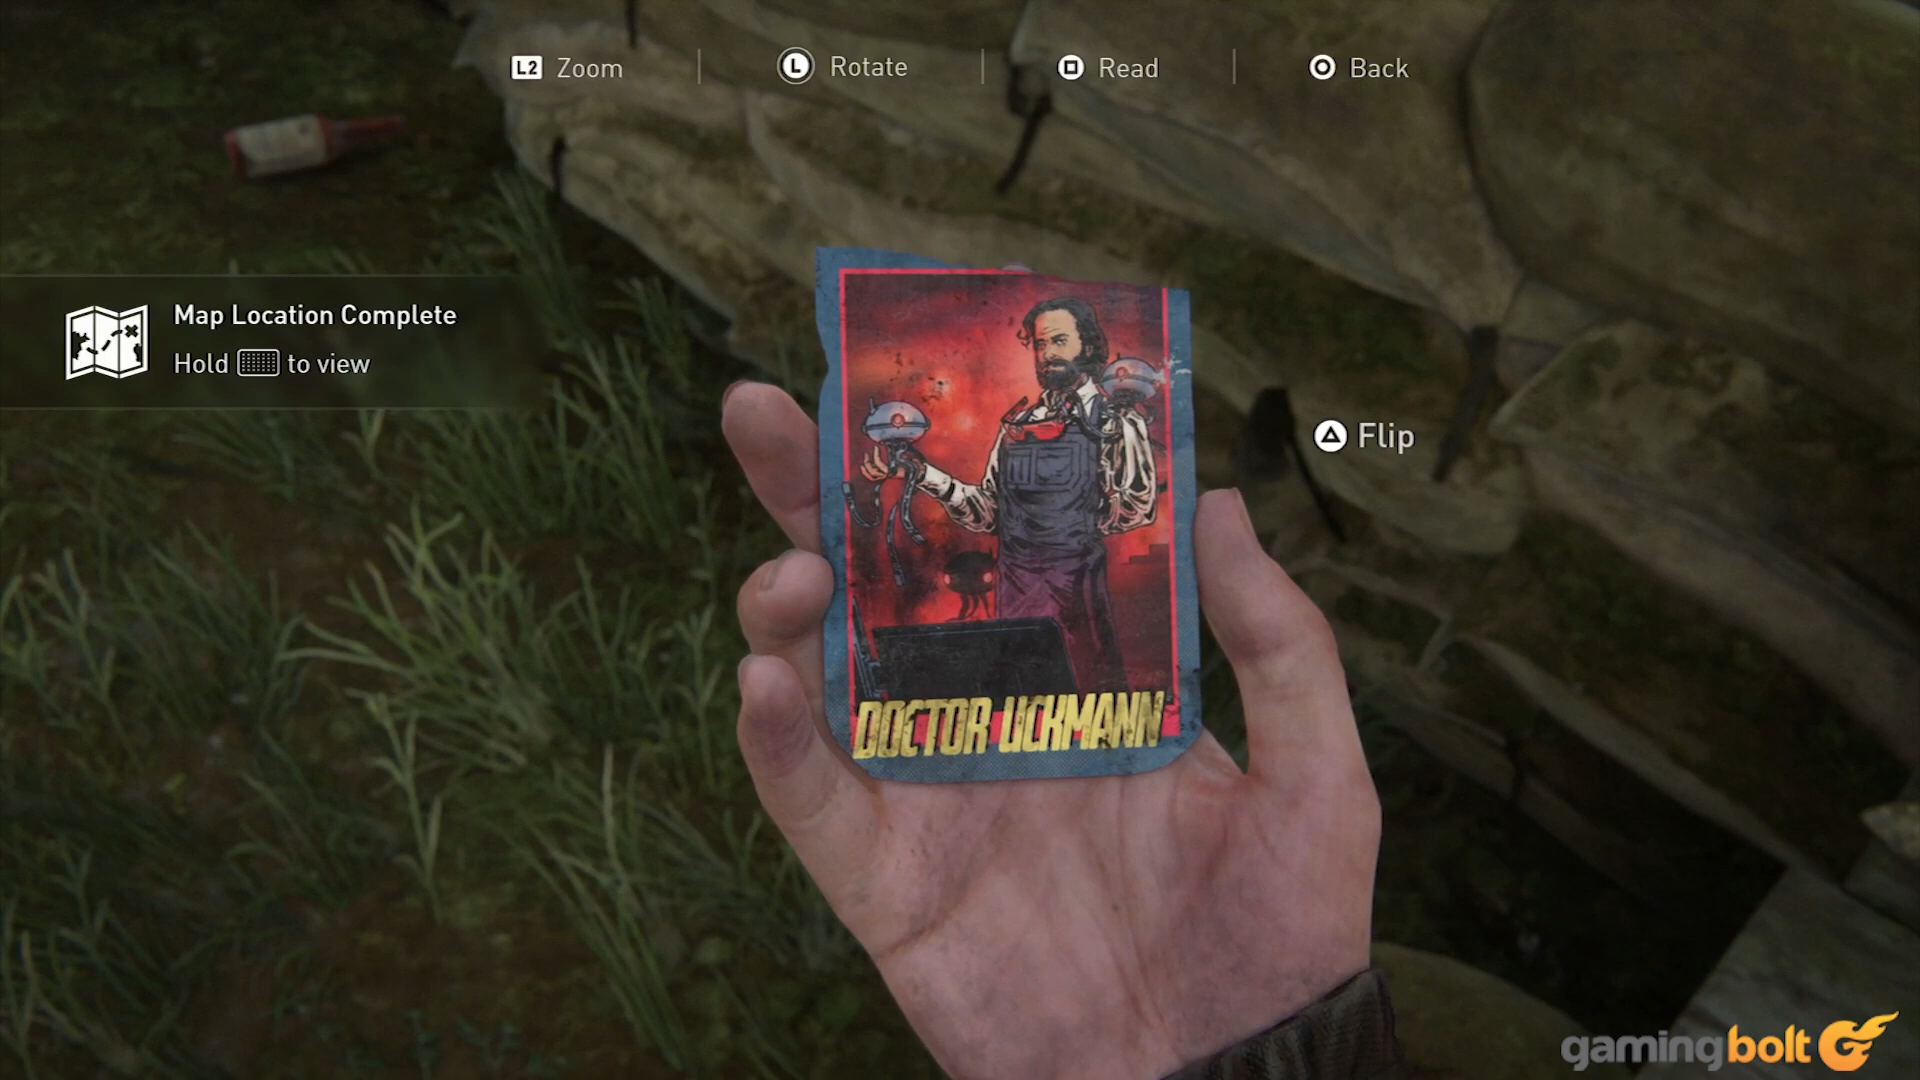 L2 Zoom
L Rotate
Read
Back
Map Location Complete
Hold to view
Flip
DOCTOR UCKMANN
gamingbolt